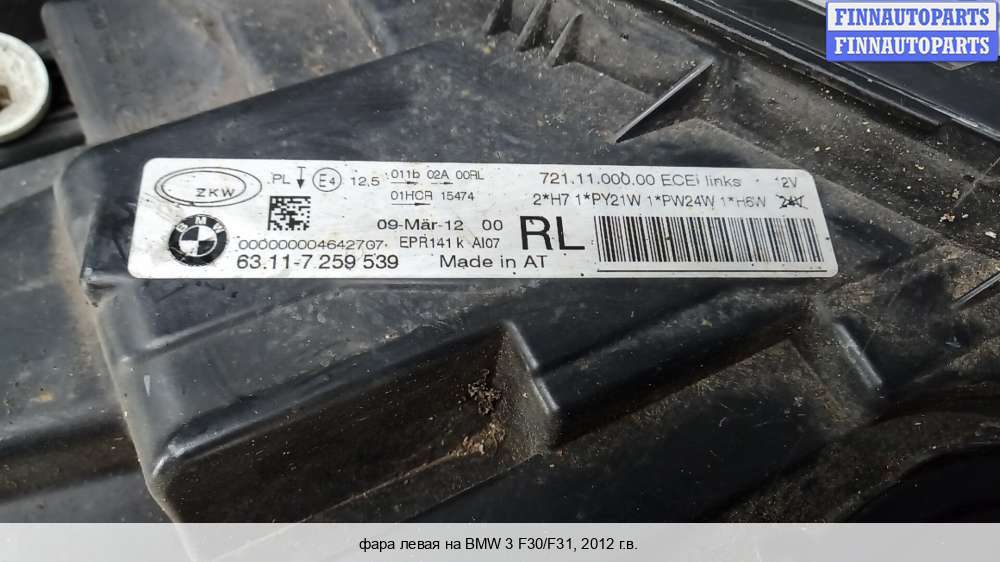 FINNAUTOPARTS
FINNAUTOPARTS
ZKW
PL E4 12,5 011b 02A 00RL
01HCR 15474
721.11.000.00 ECE links 12V
2*H7 1*PY21W 1*PW24W 1*H6W 24V
BMW
09-Mär-12 00
000000004642707 EPR141 k AI07
RL
63.11-7 259 539 Made in AT
фара левая на BMW 3 F30/F31, 2012 г.в.